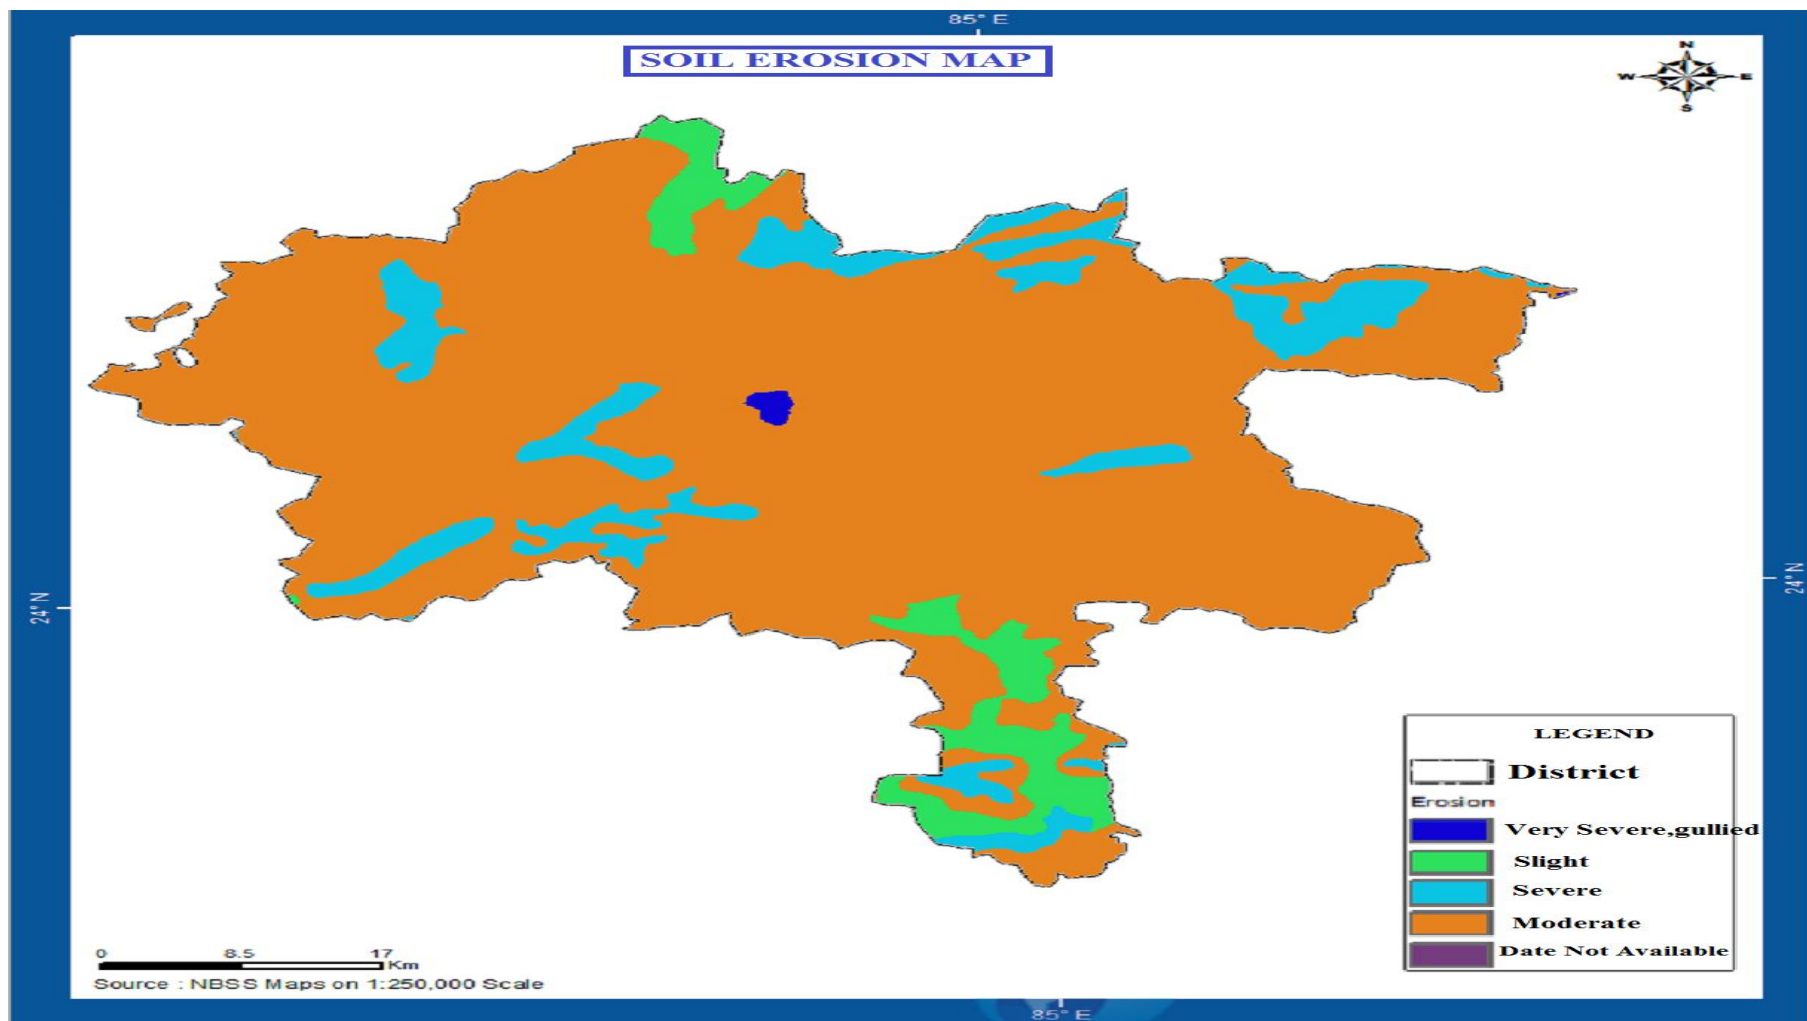 85° E
SOIL EROSION MAP
N
W
E
S
24°N
24°N
LEGEND
District
Erosion
Very Severe,gullied
Slight
Severe
Moderate
Date Not Available
0 8.5 17
Km
Source : NBSS Maps on 1:250,000 Scale
85° E